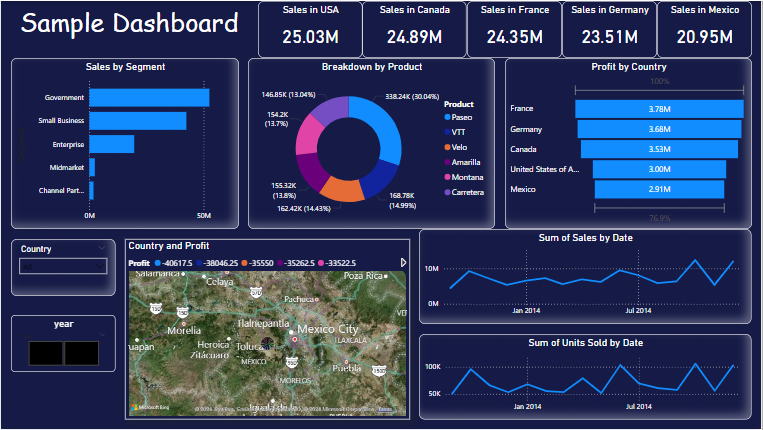 Sample Dashboard
Sales in USA
25.03M
Sales in Canada
24.89M
Sales in France
24.35M
Sales in Germany
23.51M
Sales in Mexico
20.95M
Sales by Segment
Government
Small Business
Enterprise
Midmarket
Channel Part...
0M
50M
Breakdown by Product
146.85K (13.04%)
338.24K (30.04%)
154.2K
(13.7%)
155.32K
(13.8%)
162.42K (14.43%)
168.78K
(14.99%)
Product
Paseo
VTT
Velo
Amarilla
Montana
Carretera
Profit by Country
100%
France
3.78M
Germany
3.68M
Canada
3.53M
United States of A...
3.00M
Mexico
2.91M
76.9%
Country
year
Country and Profit
Profit
-40617.5
-38046.25
-35550
-35262.5
-33522.5
Salamanca
Celaya
Poza Rica
Pachuca
Morelia
Tlalnepantla
Mexico City
TLAXCALA
VER
Heroica
Zitácuaro
Toluca
uapan
MÉXICO
Puebla
MORELOS
Microsoft Bing
Sum of Sales by Date
10M
0M
Jan 2014
Jul 2014
Sum of Units Sold by Date
100K
50K
Jan 2014
Jul 2014